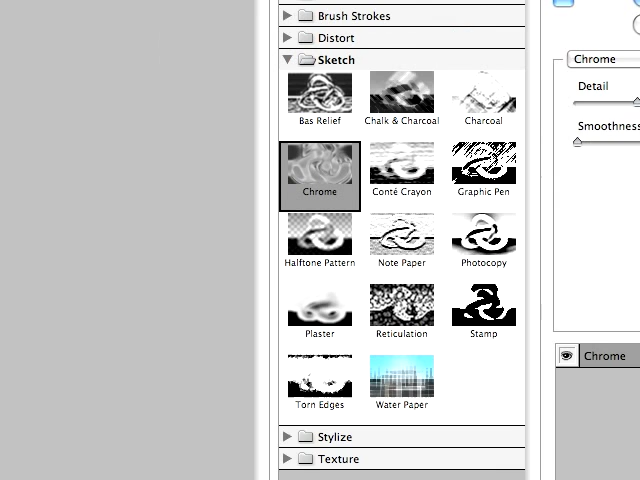 Brush Strokes
Distort
Sketch
Bas Relief
Chalk & Charcoal
Charcoal
Chrome
Conté Crayon
Graphic Pen
Halftone Pattern
Note Paper
Photocopy
Plaster
Reticulation
Stamp
Torn Edges
Water Paper
Stylize
Texture
Chrome
Detail
Smoothness
Chrome